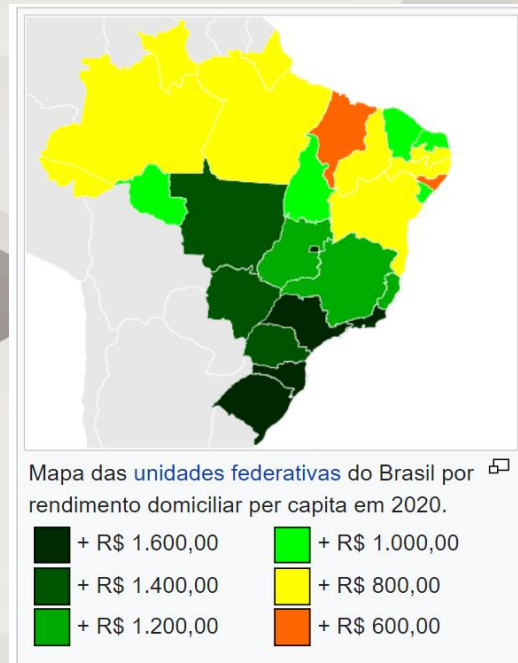 Mapa das unidades federativas do Brasil por
rendimento domiciliar per capita em 2020.
+ R$ 1.600,00
+ R$ 1.400,00
+ R$ 1.200,00
+ R$ 1.000,00
+ R$ 800,00
+ R$ 600,00